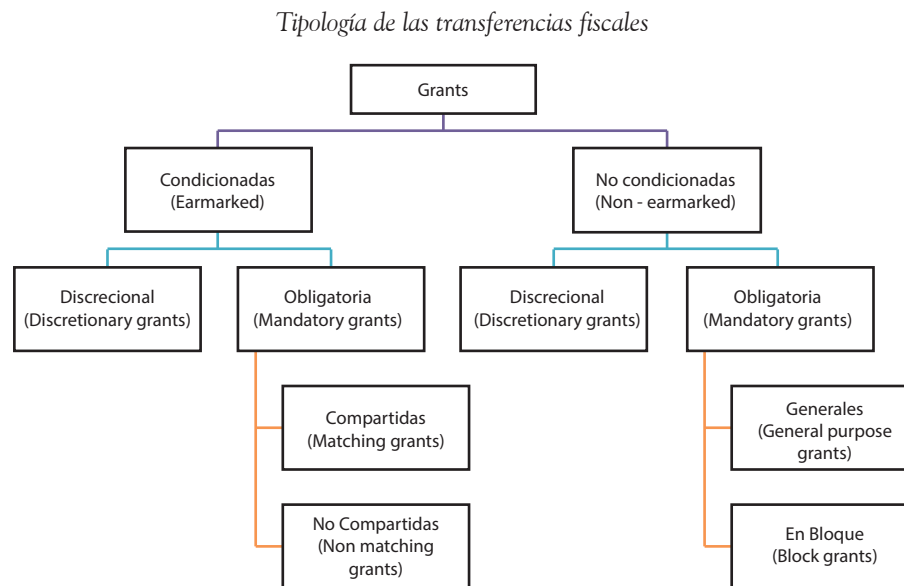 Tipología de las transferencias fiscales
Grants
Condicionadas
(Earmarked)
No condicionadas
(Non - earmarked)
Discrecional
(Discretionary grants)
Obligatoria
(Mandatory grants)
Discrecional
(Discretionary grants)
Obligatoria
(Mandatory grants)
Compartidas
(Matching grants)
Generales
(General purpose
grants)
No Compartidas
(Non matching
grants)
En Bloque
(Block grants)